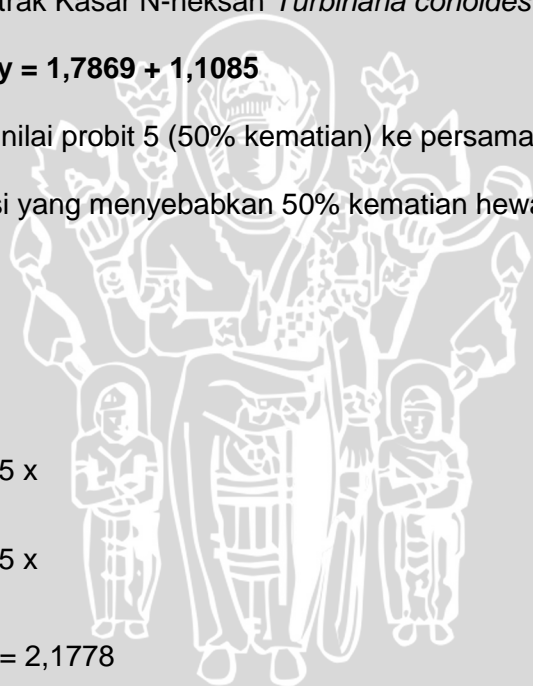 trak Kasar N-heksan Turbinaria conoides
y = 1,7869 + 1,1085
nilai probit 5 (50% kematian) ke persama
si yang menyebabkan 50% kematian hewa
5 x
5 x
= 2,1778